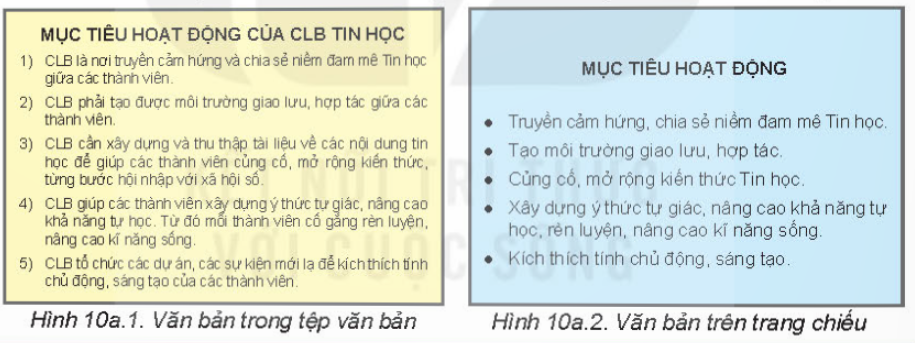 MỤC TIÊU HOẠT ĐỘNG CỦA CLB TIN HỌC
1) CLB là nơi truyền cảm hứng và chia sẻ niềm đam mê Tin học
giữa các thành viên.
2) CLB phải tạo được môi trường giao lưu, hợp tác giữa các
thành viên.
3) CLB cần xây dựng và thu thập tài liệu về các nội dung tin
học để giúp các thành viên củng cố, mở rộng kiến thức,
từng bước hội nhập với xã hội số.
4) CLB giúp các thành viên xây dựng ý thức tự giác, nâng cao
khả năng tự học. Từ đó mỗi thành viên cố gắng rèn luyện,
nâng cao kĩ năng sống.
5) CLB tổ chức các dự án, các sự kiện mới lạ để kích thích tính
chủ động, sáng tạo của các thành viên.
Hình 10a.1. Văn bản trong tệp văn bản
MỤC TIÊU HOẠT ĐỘNG
• Truyền cảm hứng, chia sẻ niềm đam mê Tin học.
• Tạo môi trường giao lưu, hợp tác.
• Củng cố, mở rộng kiến thức Tin học.
• Xây dựng ý thức tự giác, nâng cao khả năng tự
học, rèn luyện, nâng cao kĩ năng sống.
• Kích thích tính chủ động, sáng tạo.
Hình 10a.2. Văn bản trên trang chiếu